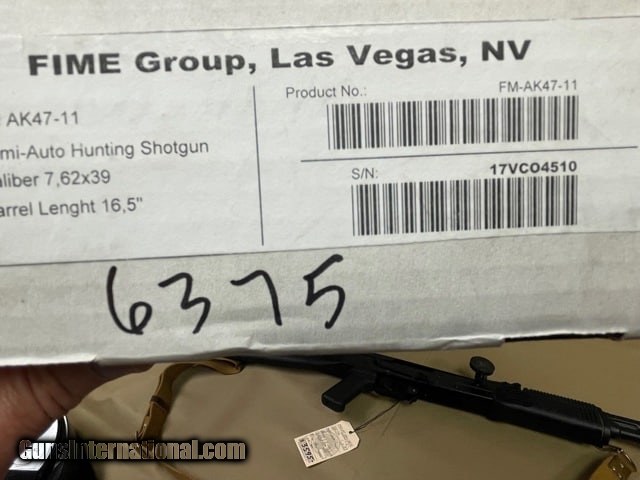 FIME Group, Las Vegas, NV
AK47-11
mi-Auto Hunting Shotgun
aliber 7,62x39
arrel Lenght 16,5"
Product No.: FM-AK47-11
S/N: 17VCO4510
6375
GunsInternational.com